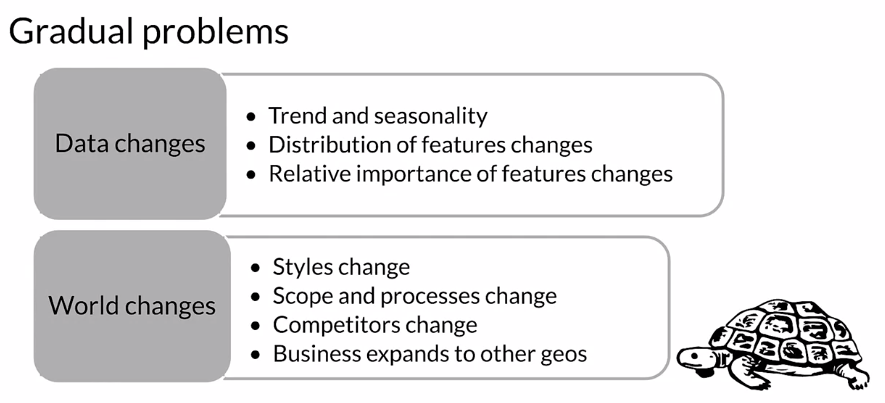 Gradual problems
Data changes
• Trend and seasonality
• Distribution of features changes
• Relative importance of features changes
World changes
• Styles change
• Scope and processes change
• Competitors change
• Business expands to other geos